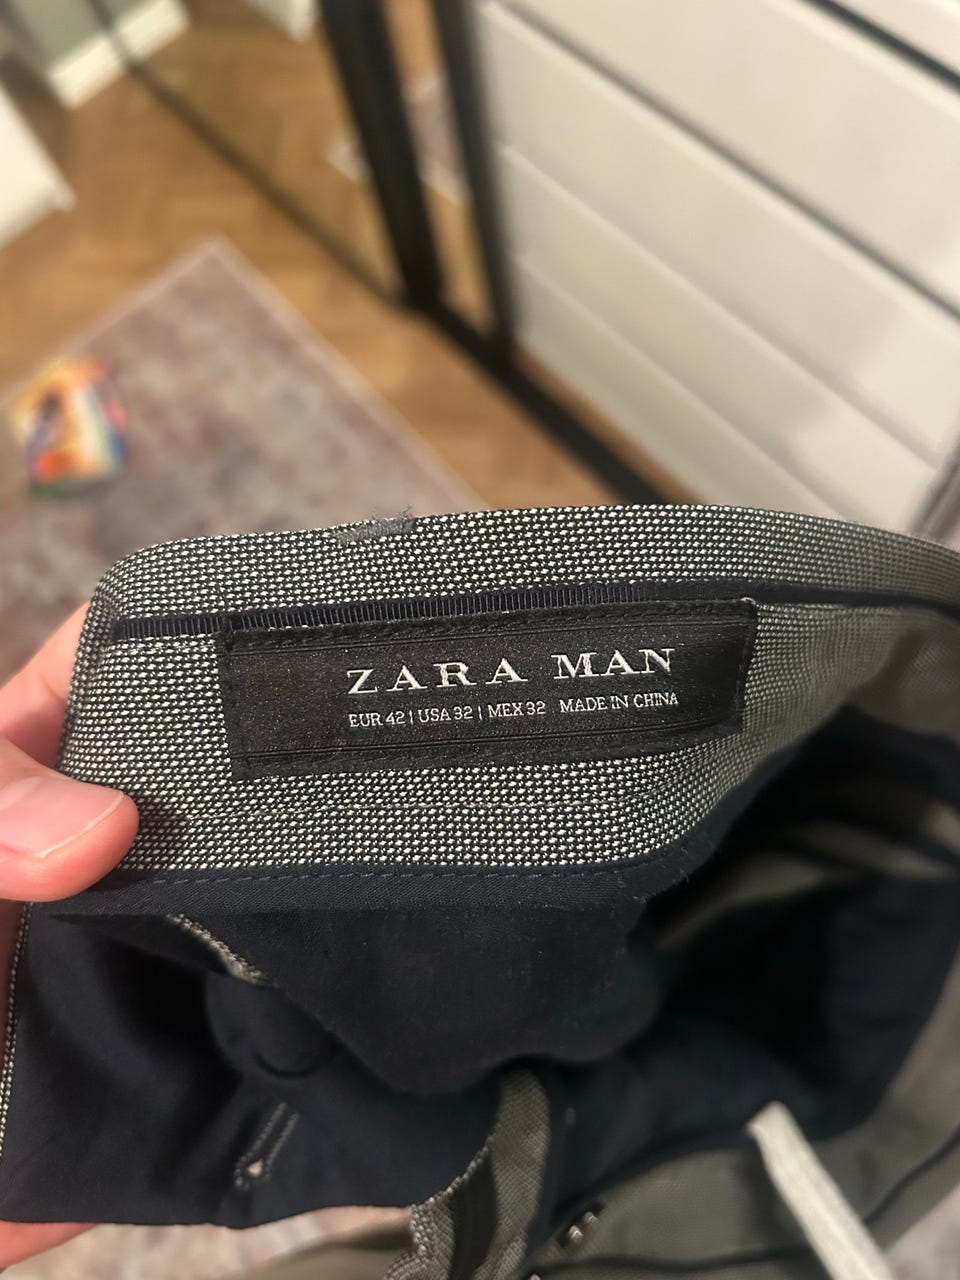 ZARA MAN
EUR 42 | USA 32 | MEX 32 MADE IN CHINA